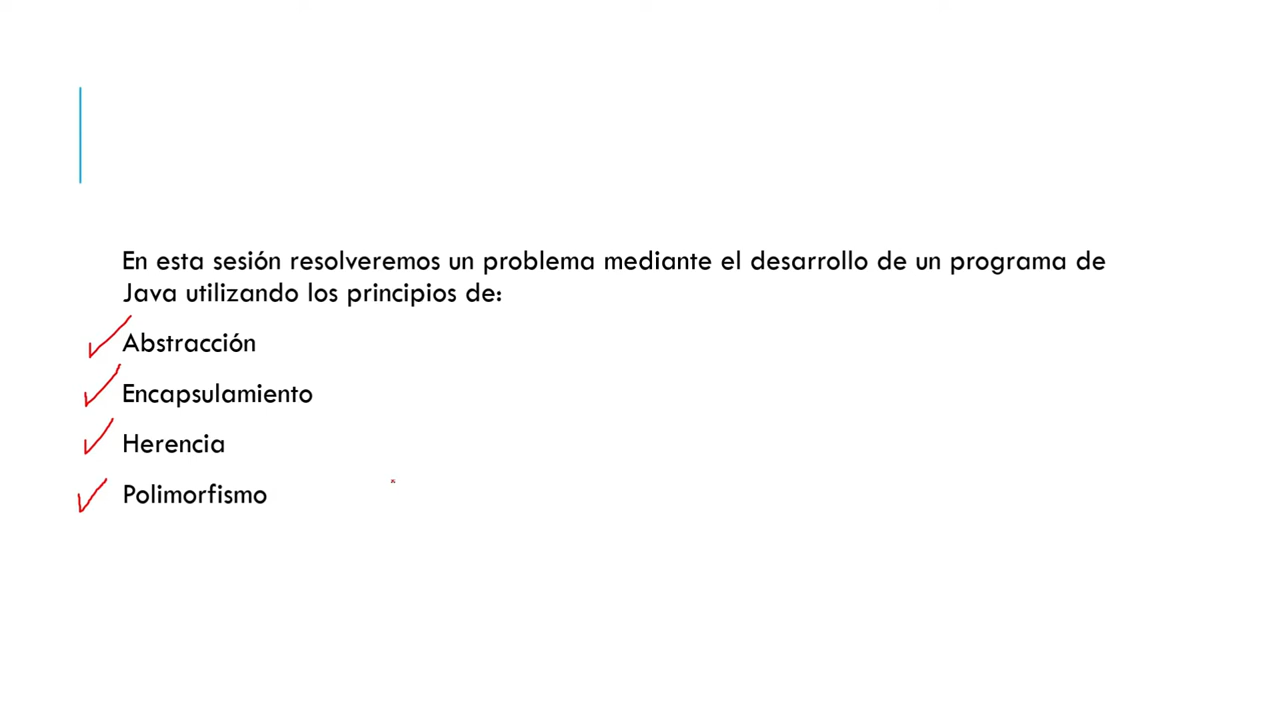 En esta sesión resolveremos un problema mediante el desarrollo de un programa de
Java utilizando los principios de:
Abstracción
Encapsulamiento
Herencia
Polimorfismo